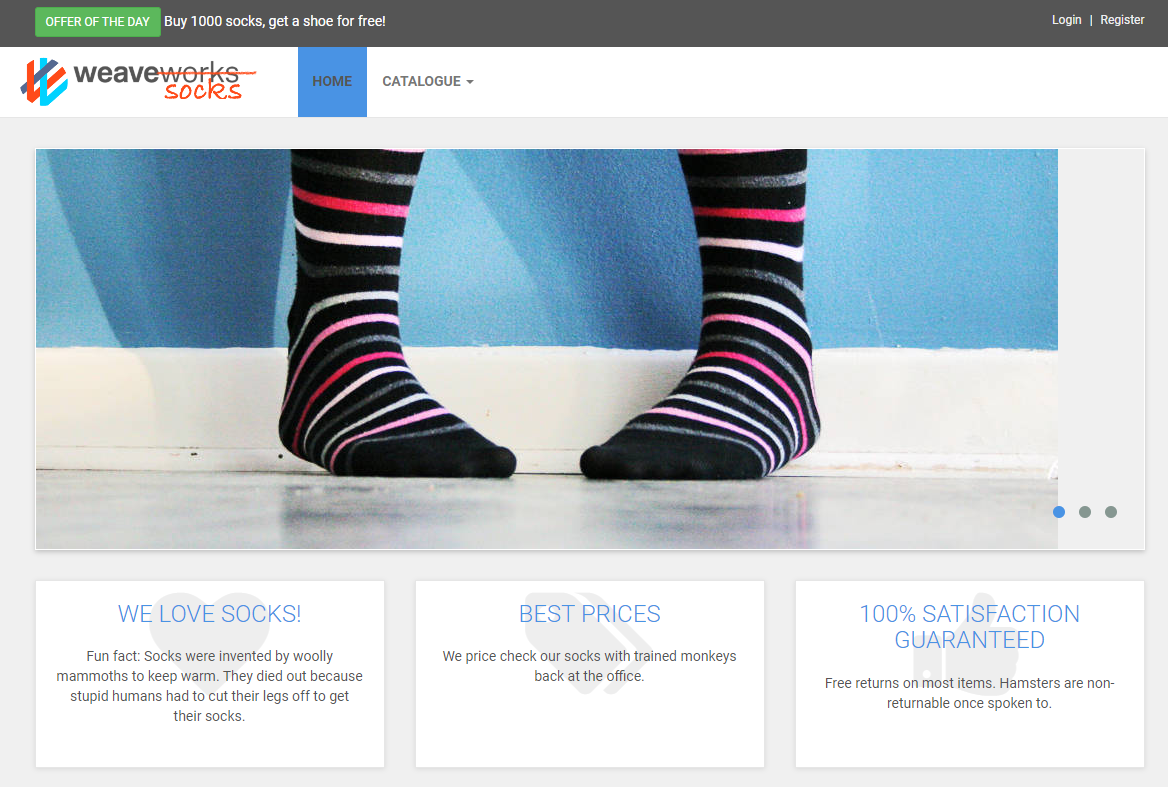 OFFER OF THE DAY Buy 1000 socks, get a shoe for free!
Login | Register
weaveworks
socks
HOME
CATALOGUE
WE LOVE SOCKS!
Fun fact: Socks were invented by woolly
mammoths to keep warm. They died out because
stupid humans had to cut their legs off to get
their socks.
BEST PRICES
We price check our socks with trained monkeys
back at the office.
100% SATISFACTION
GUARANTEED
Free returns on most items. Hamsters are non-
returnable once spoken to.